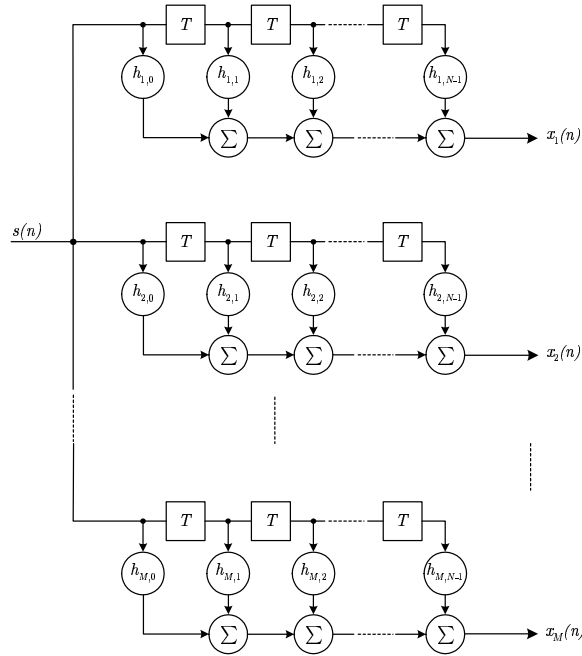 T T T
h1,0 h1,1 h1,2 h1,N-1
Σ Σ Σ x1(n)
s(n)
T T T
h2,0 h2,1 h2,2 h2,N-1
Σ Σ Σ x2(n)
T T T
hM,0 hM,1 hM,2 hM,N-1
Σ Σ Σ xM(n)